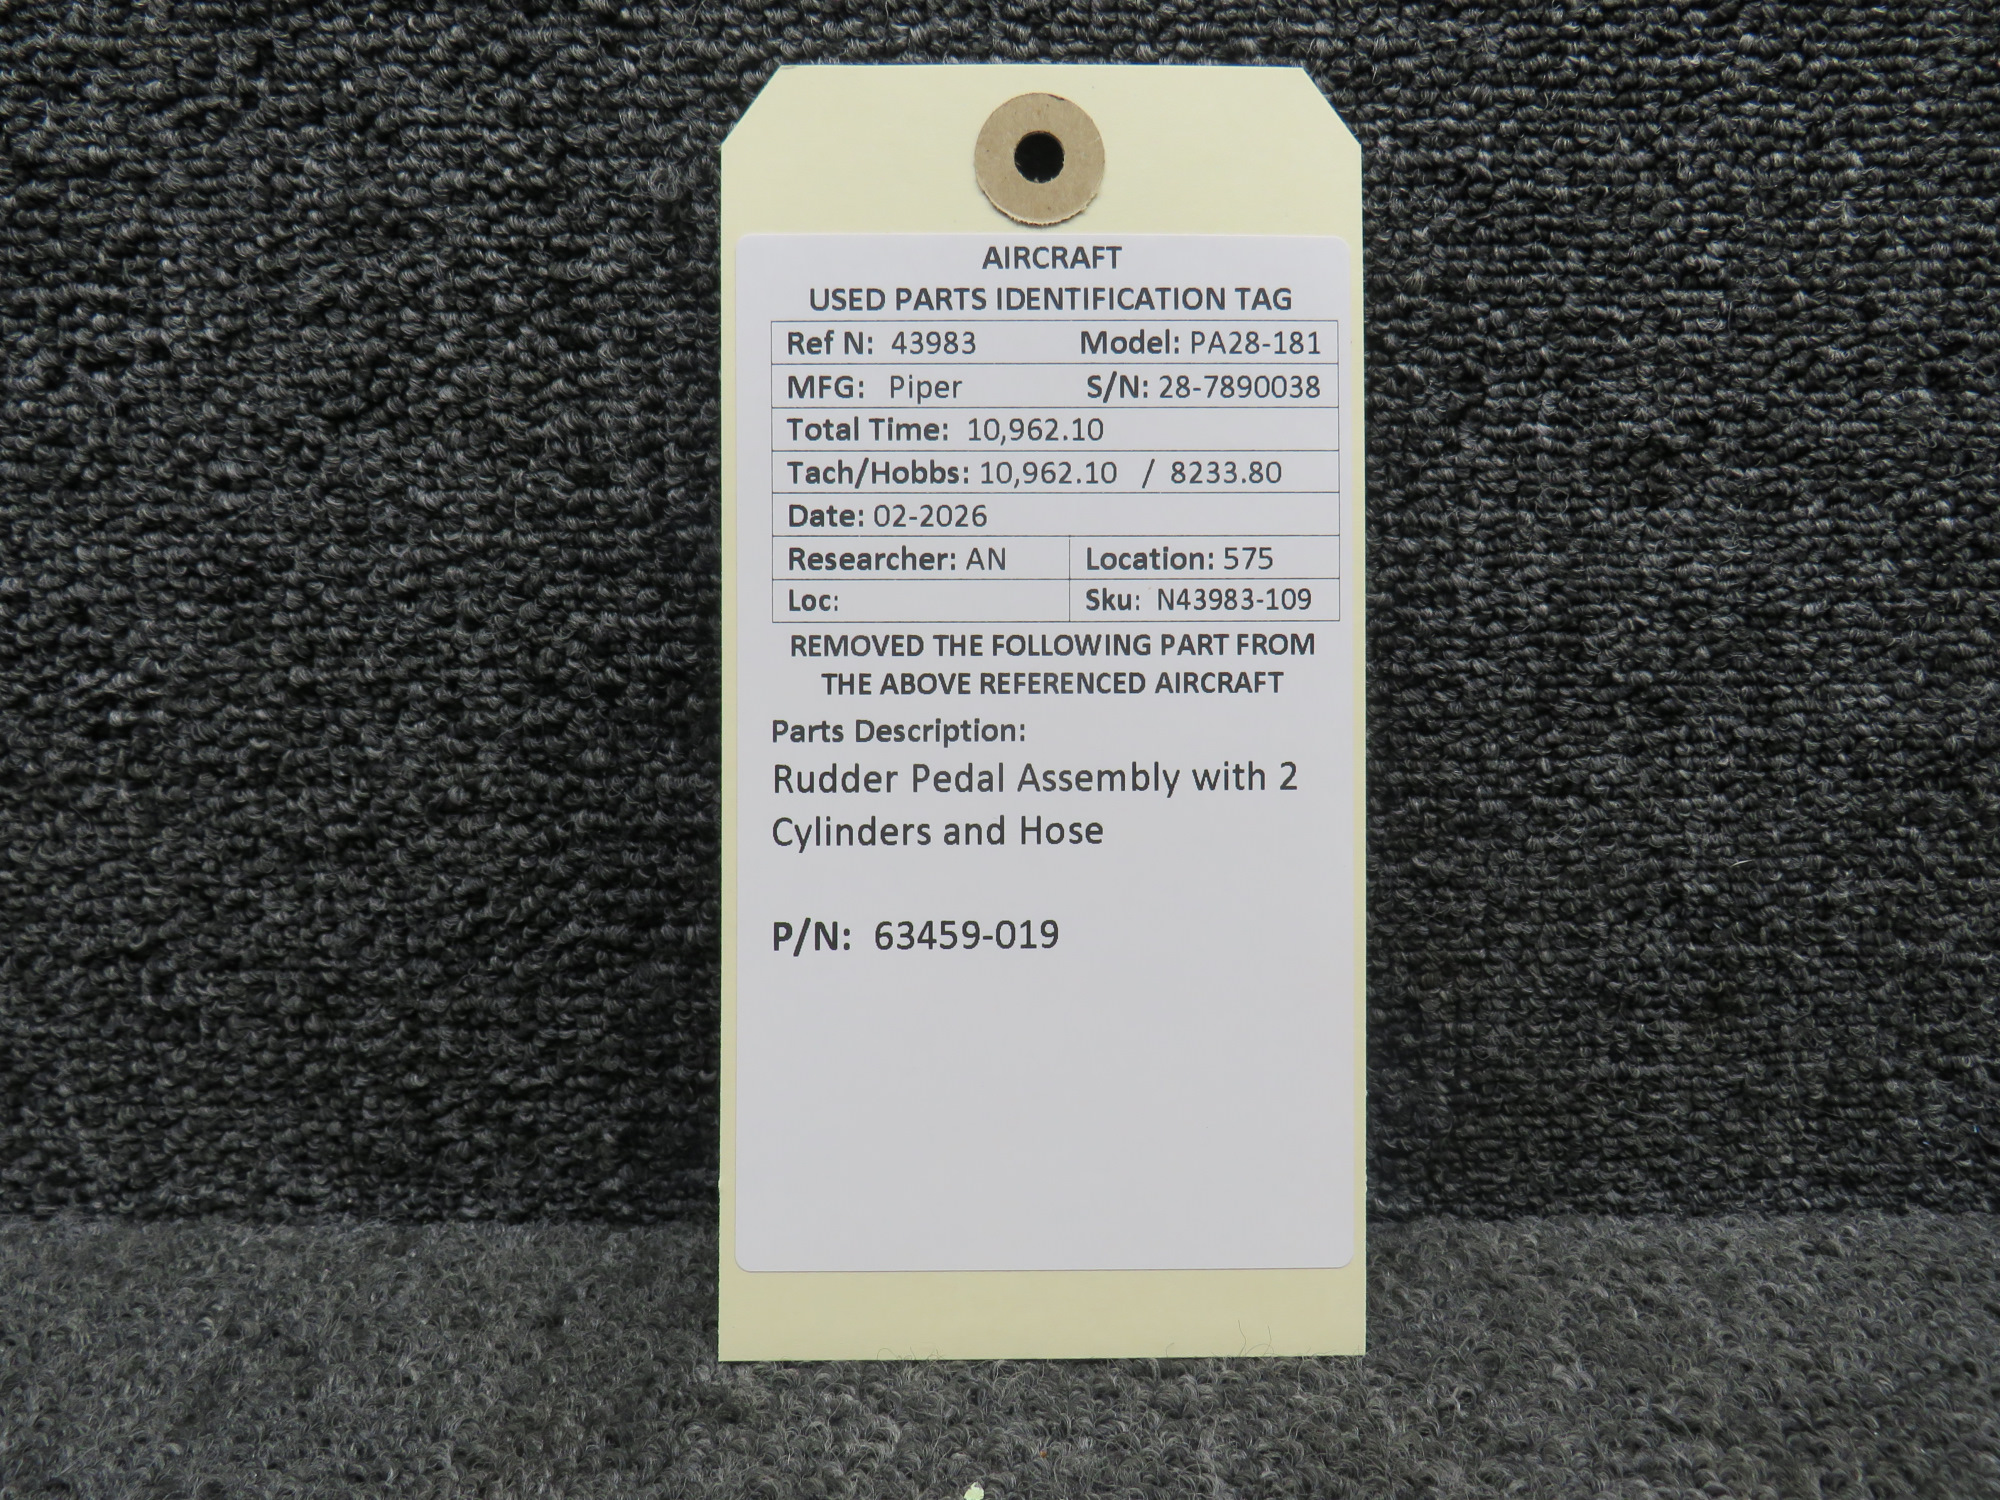 AIRCRAFT
USED PARTS IDENTIFICATION TAG
Ref N: 43983 Model: PA28-181
MFG: Piper S/N: 28-7890038
Total Time: 10,962.10
Tach/Hobbs: 10,962.10 / 8233.80
Date: 02-2026
Researcher: AN Location: 575
Loc: Sku: N43983-109
REMOVED THE FOLLOWING PART FROM
THE ABOVE REFERENCED AIRCRAFT
Parts Description:
Rudder Pedal Assembly with 2
Cylinders and Hose
P/N: 63459-019